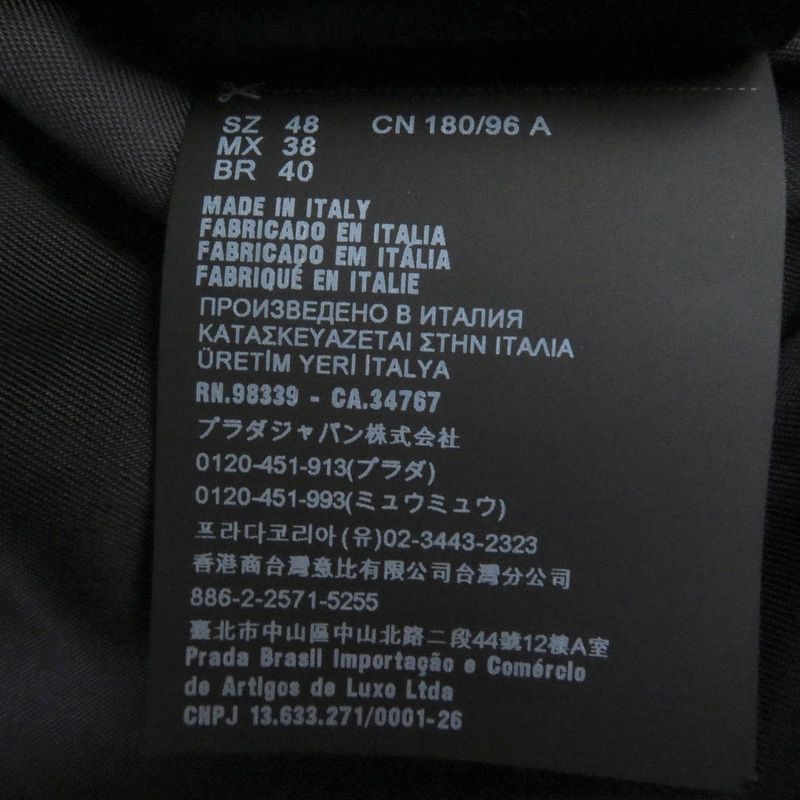 SZ 48 CN 180/96 A
MX 38
BR 40
MADE IN ITALY
FABRICADO EN ITALIA
FABRICADO EM ITÁLIA
FABRIQUÉ EN ITALIE
ПРОИЗВЕДЕНО В ИТАЛИЯ
ΚΑΤΑΣΚΕΥΑΖΕΤΑΙ ΣΤΗΝ ΙΤΑΛΙΑ
ÜRETİM YERİ İTALYA
RN.98339 - CA.34767
プラダジャパン株式会社
0120-451-913(プラダ)
0120-451-993(ミュウミュウ)
프라다코리아(유)02-3443-2323
香港商台灣意比有限公司台灣分公司
886-2-2571-5255
臺北市中山區中山北路二段44號12樓A室
Prada Brasil Importação e Comércio
de Artigos de Luxo Ltda
CNPJ 13.633.271/0001-26